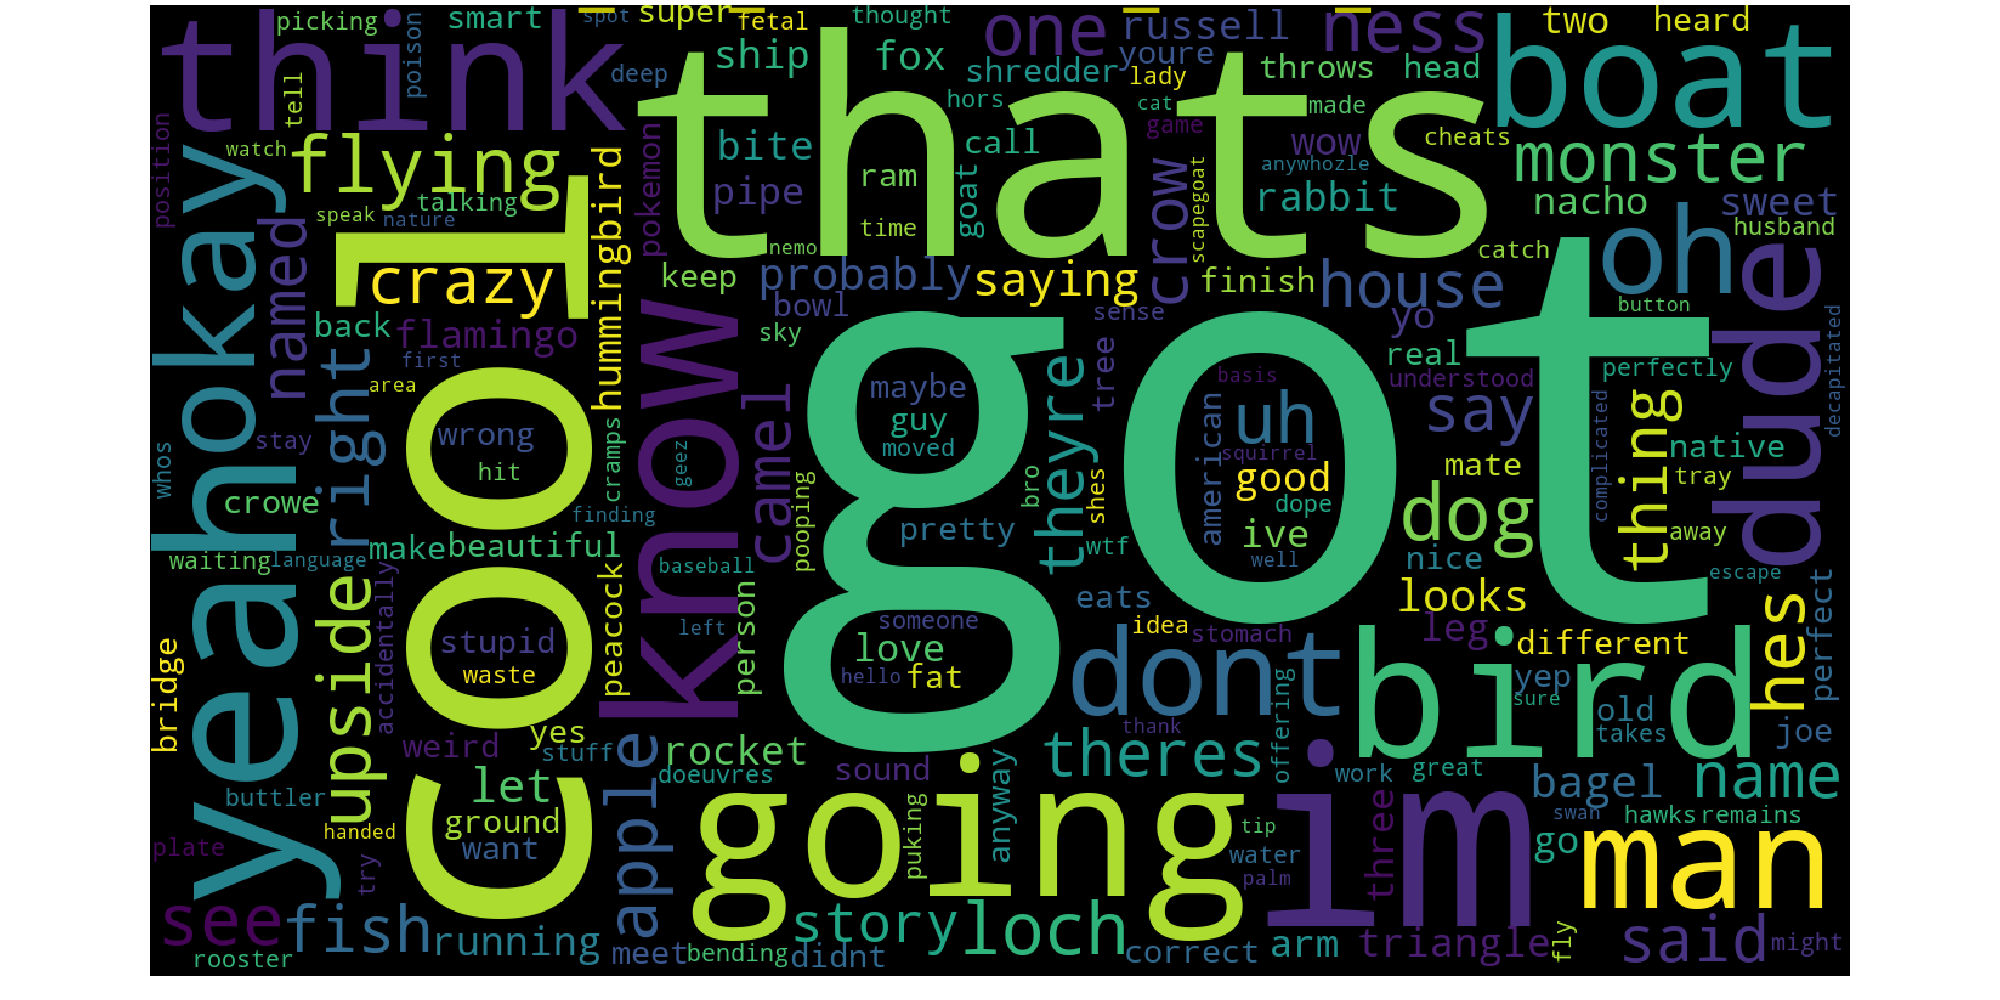 picking
smart
spot
super
fetal
thought
one
russell
ness
two
heard
think
poison
deep
ship
fox
youre
boat
tell
shredder
lady
throws
head
hors
cat
made
thats
position
watch
flying
pokemon
bite
call
game
wow
cheats
monster
hokay
talking
pipe
ram
goat
crow
anywhozle
rabbit
nacho
sweet
speak
nature
hummingbird
time
scapegoat
husband
named
cool
nemo
catch
oh
crazy
keep
probably
saying
finish
house
dude
button
back
flamingo
know
bowl
sky
sense
yo
decapitated
right
first
real
perfectly
area
camel
maybe
theyre
tree
basis
understood
got
wrong
guy
american
uh
say
thing
complicated
whos
stay
hit
cramps
geez
moved
squirrel
mate
native
crowe
pooping
bro
shes
good
dog
tray
yeah
finding
pretty
dope
ive
away
waiting
language
make
beautiful
wtf
well
nice
baseball
escape
upside
accidentally
peacock
person
eats
looks
hes
perfect
bridge
stupid
left
someone
idea
stomach
leg
different
love
dont
bird
waste
hello
fat
offering
yep
sure
old
yes
thank
takes
joe
weird
stuff
apple
rocket
theres
doeuvres
sound
anyway
work
great
bagel
name
buttler
let
going
im
handed
ground
puking
tip
three
swan
hawks
remains
plate
try
want
water
go
man
palm
see
fish
running
story
loch
arm
triangle
fly
said
might
rooster
meet
bending
didnt
correct